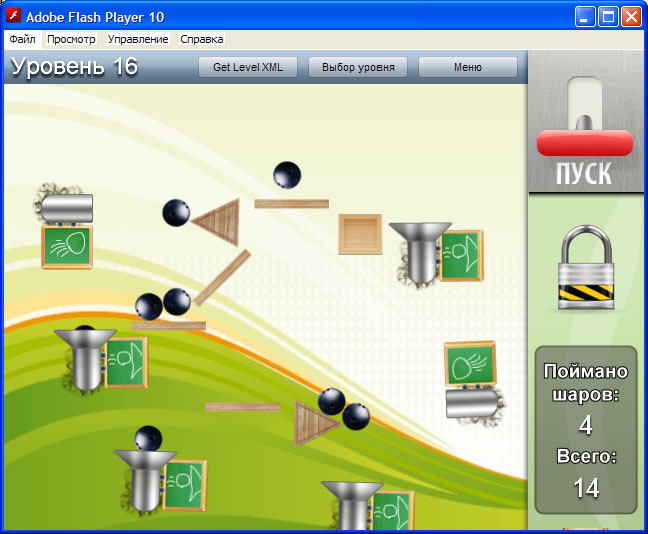 Adobe Flash Player 10
Файл Просмотр Управление Справка
Уровень 16 Get Level XML Выбор уровня Меню
ПУСК
Поймано
шаров:
4
Всего:
14